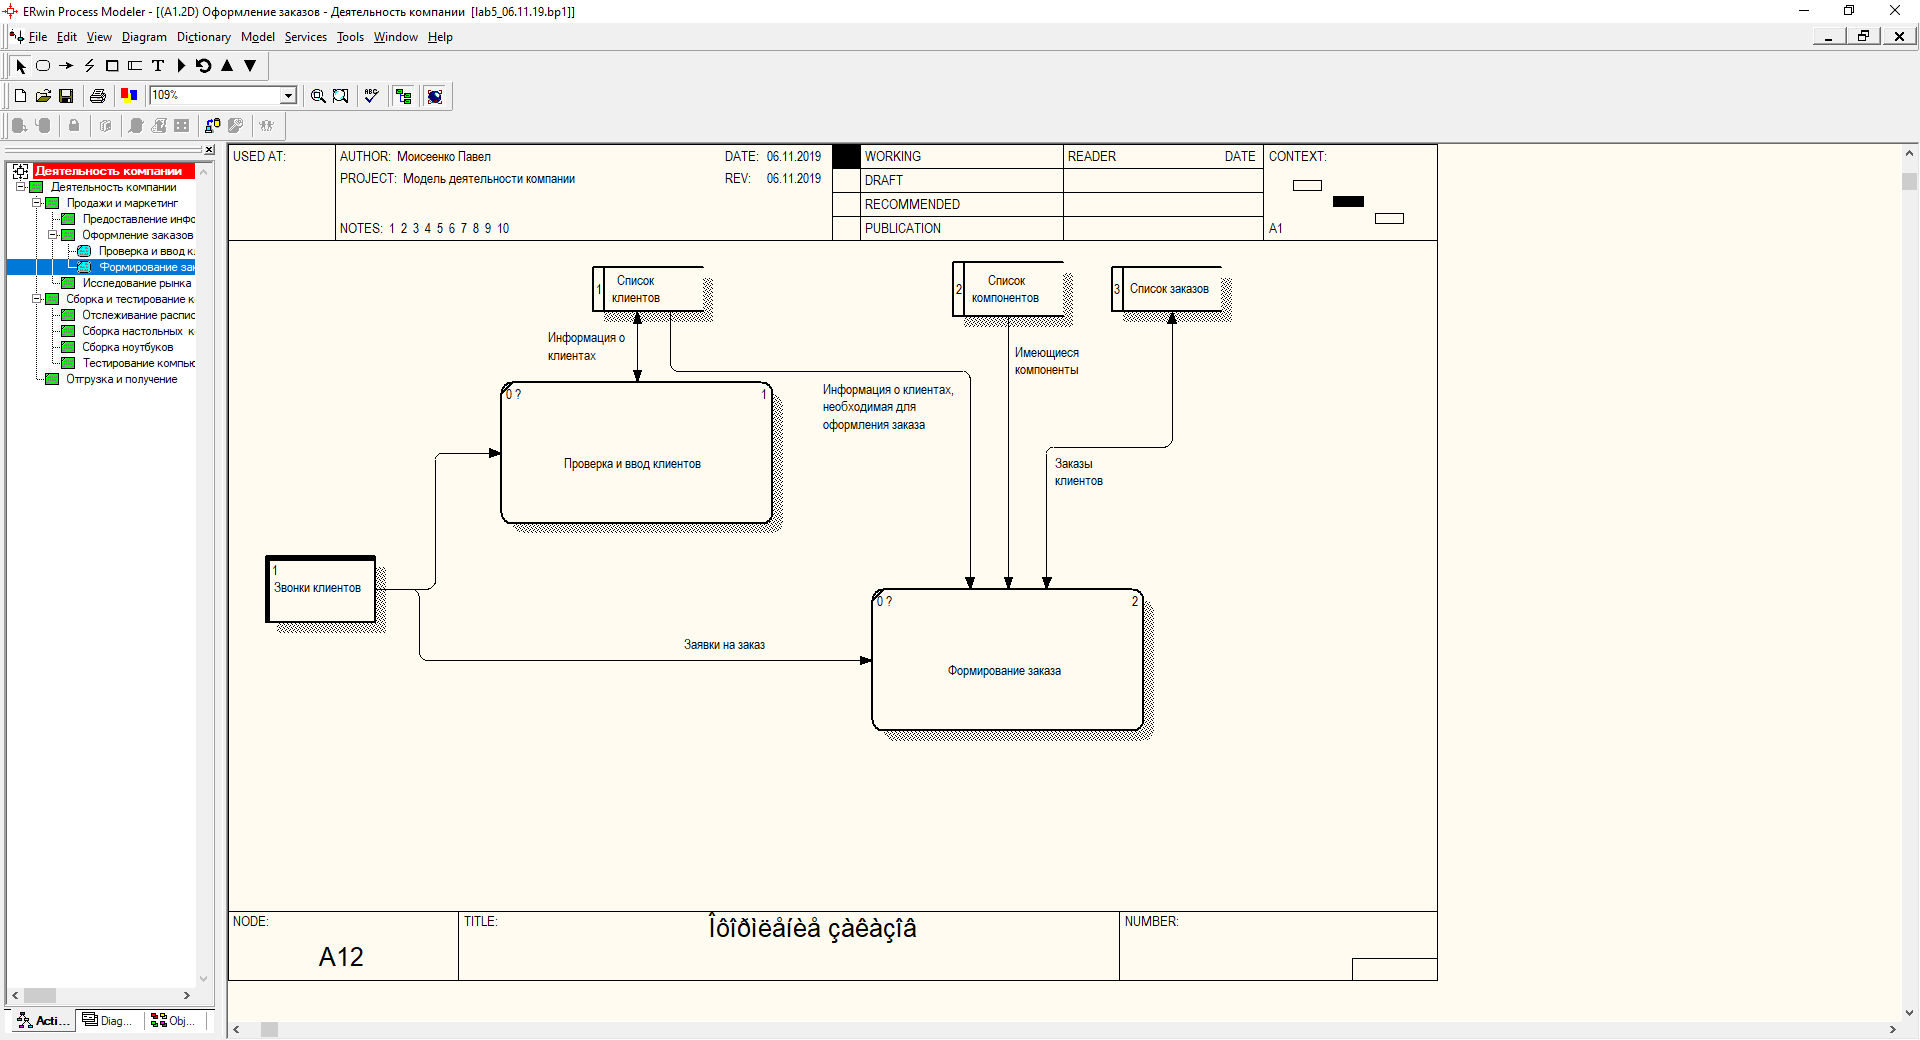 ERwin Process Modeler - [(A1.2D) Оформление заказов - Деятельность компании  [lab5_06.11.19.bp1]]
File Edit View Diagram Dictionary Model Services Tools Window Help
109%
ABC
Деятельность компании
Деятельность компании
Продажи и маркетинг
Предоставление инфо
Оформление заказов
Проверка и ввод к
Формирование зак
Исследование рынка
Сборка и тестирование к
Отслеживание распис
Сборка настольных к
Сборка ноутбуков
Тестирование компью
Отгрузка и получение
Acti...
Diag...
Obj...
USED AT:
AUTHOR: Моисеенко Павел
DATE: 06.11.2019
PROJECT: Модель деятельности компании
REV: 06.11.2019
NOTES: 1 2 3 4 5 6 7 8 9 10
WORKING
DRAFT
RECOMMENDED
PUBLICATION
READER
DATE
CONTEXT:
A1
1
Список
клиентов
2
Список
компонентов
3
Список заказов
Информация о
клиентах
Имеющиеся
компоненты
Информация о клиентах,
необходимая для
оформления заказа
0 ?
1
Проверка и ввод клиентов
Заказы
клиентов
1
Звонки клиентов
Заявки на заказ
0 ?
2
Формирование заказа
NODE:
A12
TITLE:
Îôîðìëåíèå çàêàçîâ
NUMBER: